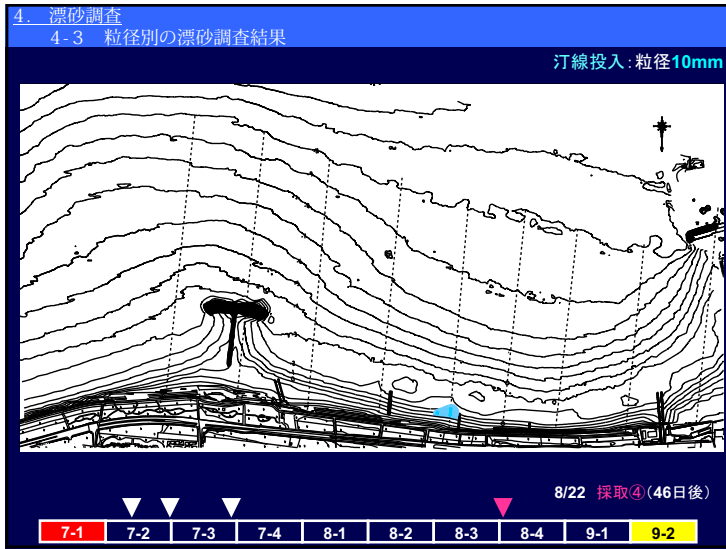 4. 漂砂調査
4-3 粒径別の漂砂調査結果
汀線投入:粒径10mm
8/22 採取④(46日後)
7-1 7-2 7-3 7-4 8-1 8-2 8-3 8-4 9-1 9-2